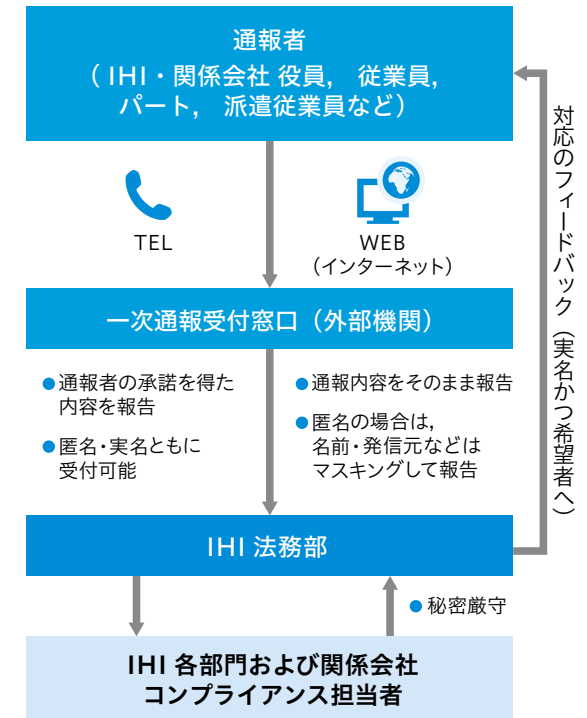 通報者
（ IHI・関係会社 役員， 従業員，
パート， 派遣従業員など）
TEL
WEB
（インターネット）
一次通報受付窓口（外部機関）
●通報者の承諾を得た
内容を報告
●匿名・実名ともに
受付可能
●通報内容をそのまま報告
●匿名の場合は，
名前・発信元などは
マスキングして報告
IHI 法務部
●秘密厳守
IHI 各部門および関係会社
コンプライアンス担当者
対応のフィードバック（実名かつ希望者へ）